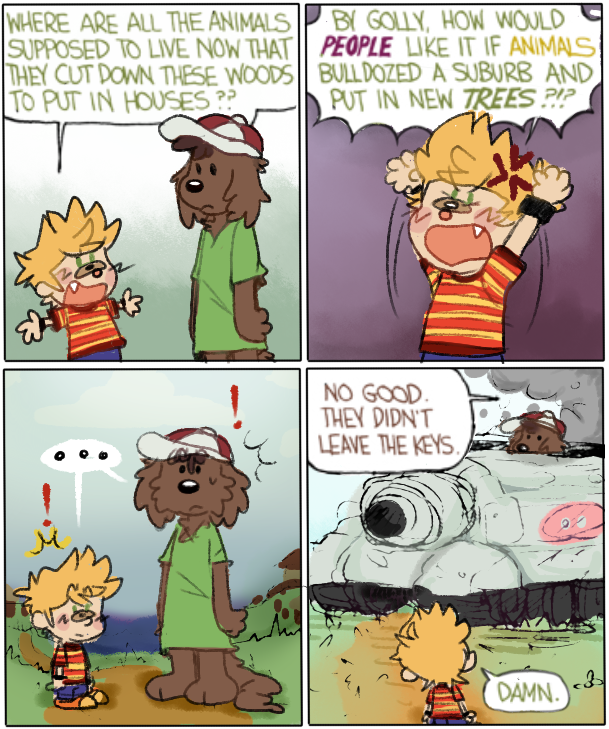 WHERE ARE ALL THE ANIMALS
SUPPOSED TO LIVE NOW THAT
THEY CUT DOWN THESE WOODS
TO PUT IN HOUSES??
BY GOLLY, HOW WOULD
PEOPLE LIKE IT IF ANIMALS
BULLDOZED A SUBURB AND
PUT IN NEW TREES?!?
!
...
!
NO GOOD.
THEY DIDN'T
LEAVE THE KEYS.
DAMN.